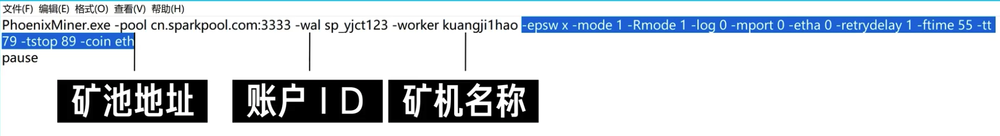 文件(F) 编辑(E) 格式(O) 查看(V) 帮助(H)
PhoenixMiner.exe -pool cn.sparkpool.com:3333 -wal sp_yjct123 -worker kuangji1hao -epsw x -mode 1 -Rmode 1 -log 0 -mport 0 -etha 0 -retrydelay 1 -ftime 55 -tt
79 -tstop 89 -coin eth
pause
矿池地址 账户ID 矿机名称